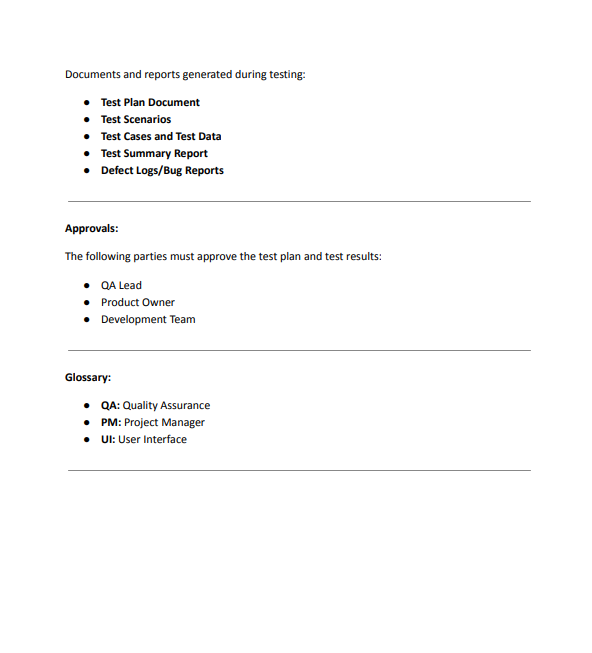 Documents and reports generated during testing:
● Test Plan Document
● Test Scenarios
● Test Cases and Test Data
● Test Summary Report
● Defect Logs/Bug Reports
Approvals:
The following parties must approve the test plan and test results:
● QA Lead
● Product Owner
● Development Team
Glossary:
● QA: Quality Assurance
● PM: Project Manager
● UI: User Interface